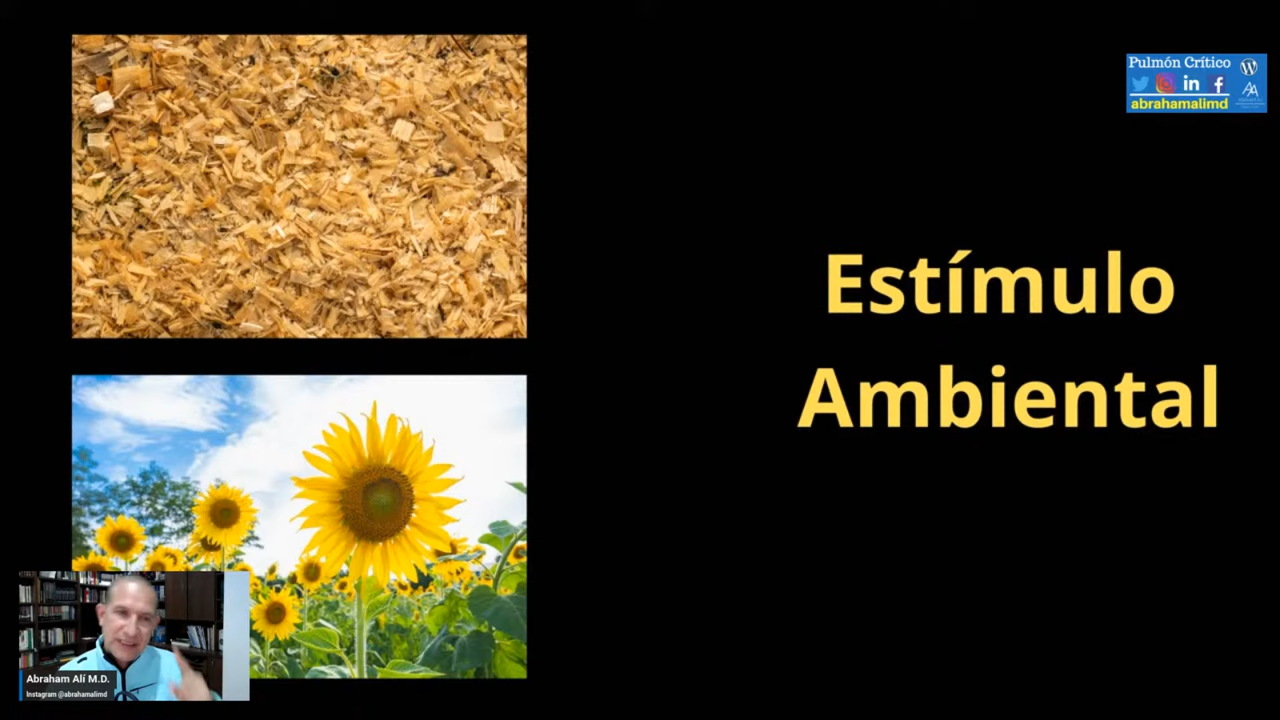 Pulmón Crítico
abrahamalimd
Estímulo
Ambiental
Abraham Alí M.D.
Instagram @abrahamalimd